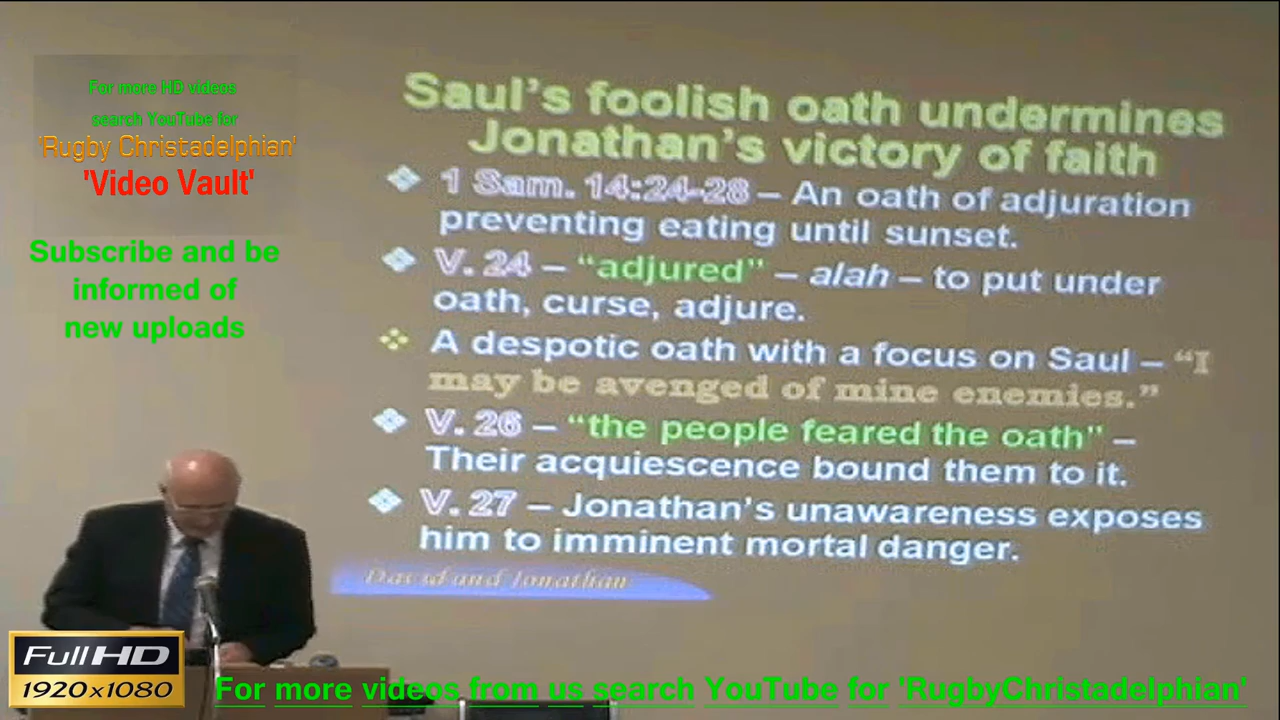 For more HD videos
search YouTube for
'Rugby Christadelphian'
'Video Vault'
Subscribe and be
informed of
new uploads
Saul's foolish oath undermines
Jonathan's victory of faith
1 Sam. 14:24-28 – An oath of adjuration
preventing eating until sunset.
V. 24 – "adjured" – alah – to put under
oath, curse, adjure.
A despotic oath with a focus on Saul – "I
may be avenged of mine enemies."
V. 26 – "the people feared the oath" –
Their acquiescence bound them to it.
V. 27 – Jonathan's unawareness exposes
him to imminent mortal danger.
David and Jonathan
Full HD
1920x1080
For more videos from us search YouTube for 'RugbyChristadelphian'